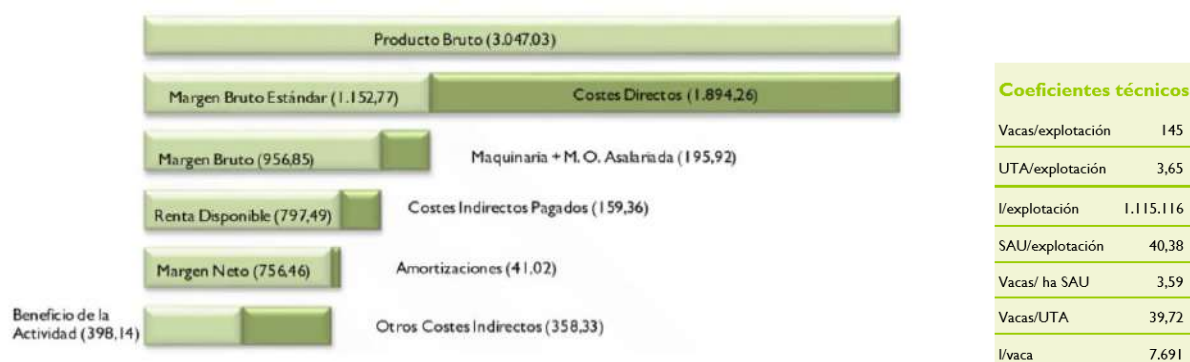 Producto Bruto (3.047,03)
Margen Bruto Estándar (1.152,77)
Costes Directos (1.894,26)
Margen Bruto (956,85)
Maquinaria + M. O. Asalariada (195,92)
Renta Disponible (797,49)
Costes Indirectos Pagados (159,36)
Margen Neto (756,46)
Amortizaciones (41,02)
Beneficio de la
Actividad (398,14)
Otros Costes Indirectos (358,33)
Coeficientes técnicos
Vacas/explotación 145
UTA/explotación 3,65
l/explotación 1.115.116
SAU/explotación 40,38
Vacas/ ha SAU 3,59
Vacas/UTA 39,72
l/vaca 7.691